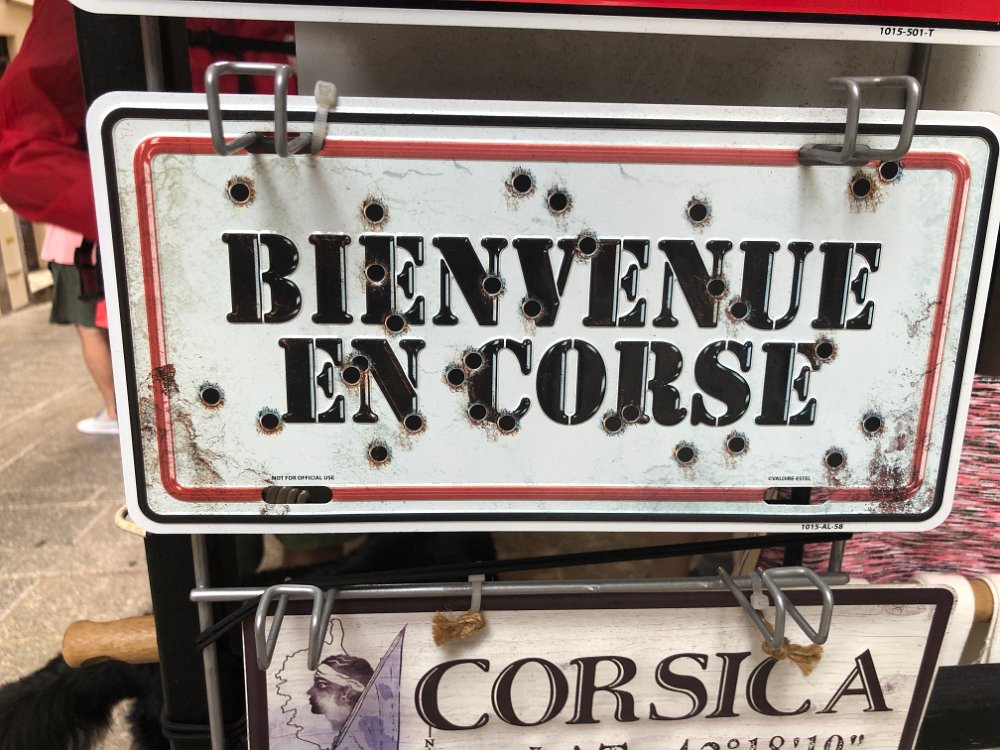 1015-501-T
BIENVENUE
EN CORSE
NOT FOR OFFICIAL USE
©VALOIRE-ESTEL
1015-AL-58
CORSICA